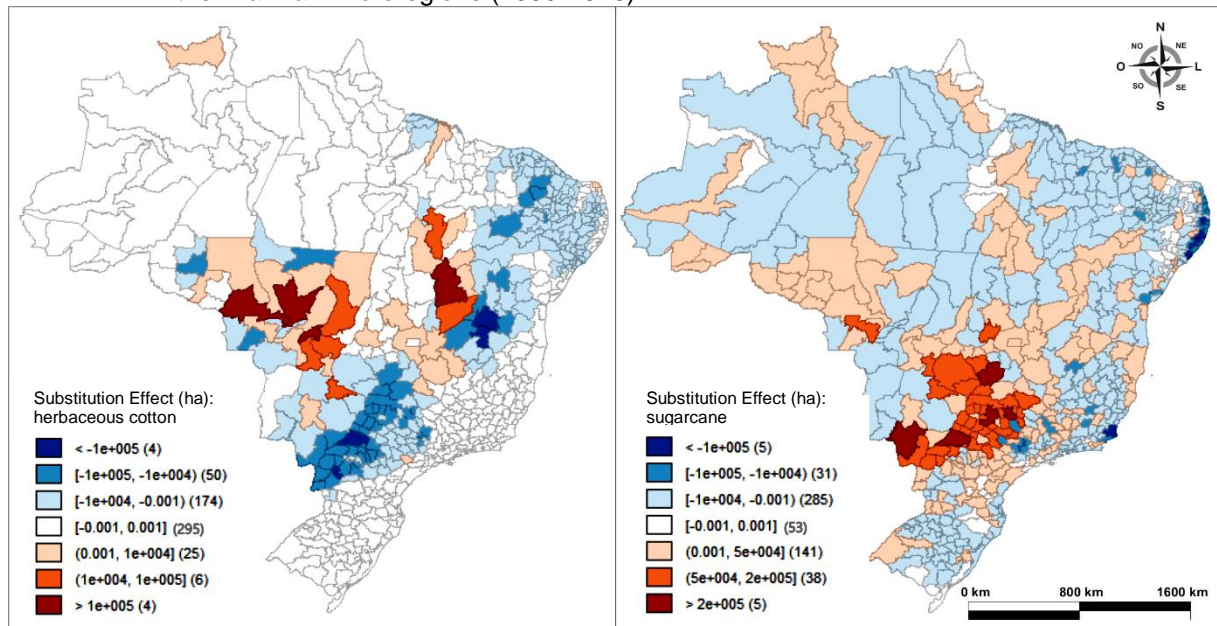 N
NO NE
O L
SO SE
S
Substitution Effect (ha):
herbaceous cotton
< -1e+005 (4)
[-1e+005, -1e+004) (50)
[-1e+004, -0.001) (174)
[-0.001, 0.001] (295)
(0.001, 1e+004] (25)
(1e+004, 1e+005] (6)
> 1e+005 (4)
Substitution Effect (ha):
sugarcane
< -1e+005 (5)
[-1e+005, -1e+004) (31)
[-1e+004, -0.001) (285)
[-0.001, 0.001] (53)
(0.001, 5e+004] (141)
(5e+004, 2e+005] (38)
> 2e+005 (5)
0 km 800 km 1600 km